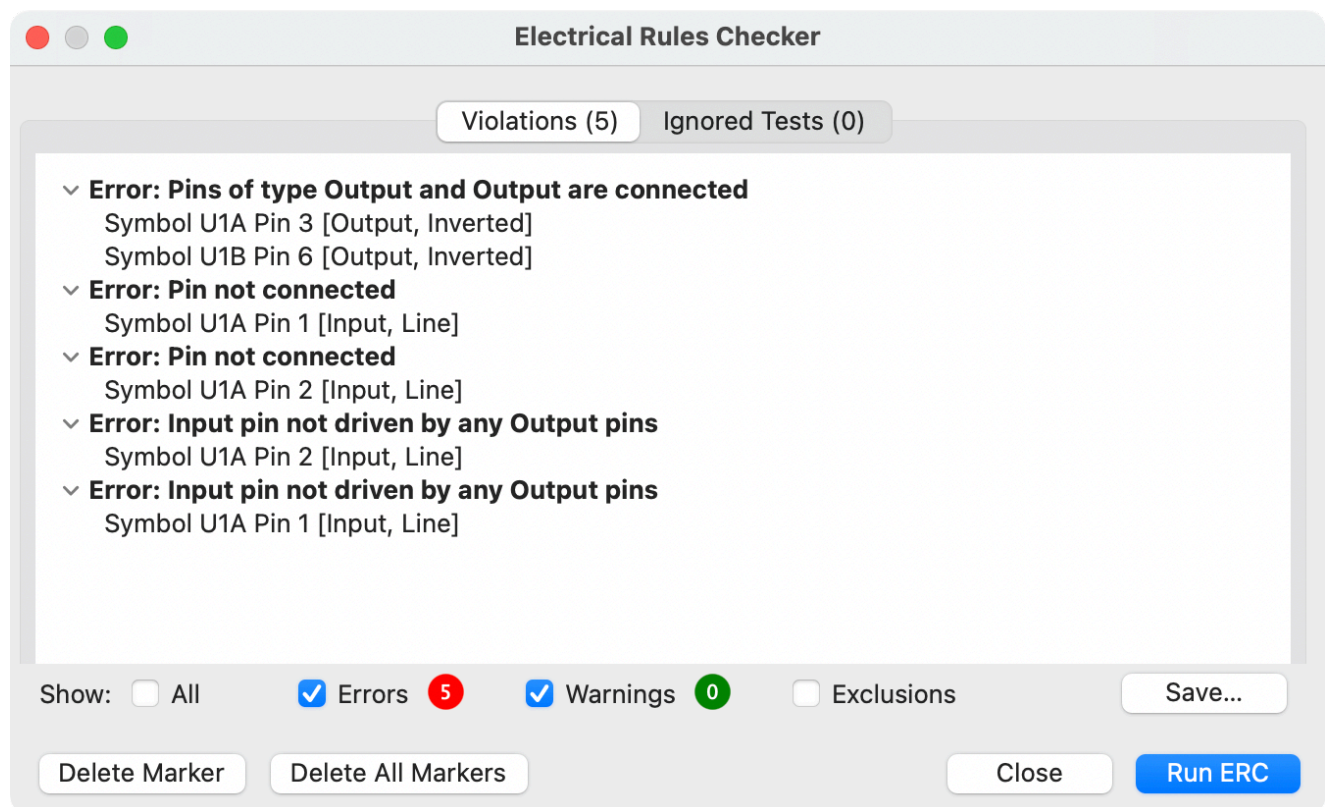 Electrical Rules Checker
Violations (5) Ignored Tests (0)
Error: Pins of type Output and Output are connected
Symbol U1A Pin 3 [Output, Inverted]
Symbol U1B Pin 6 [Output, Inverted]
Error: Pin not connected
Symbol U1A Pin 1 [Input, Line]
Error: Pin not connected
Symbol U1A Pin 2 [Input, Line]
Error: Input pin not driven by any Output pins
Symbol U1A Pin 2 [Input, Line]
Error: Input pin not driven by any Output pins
Symbol U1A Pin 1 [Input, Line]
Show: All Errors 5 Warnings 0 Exclusions Save...
Delete Marker Delete All Markers Close Run ERC